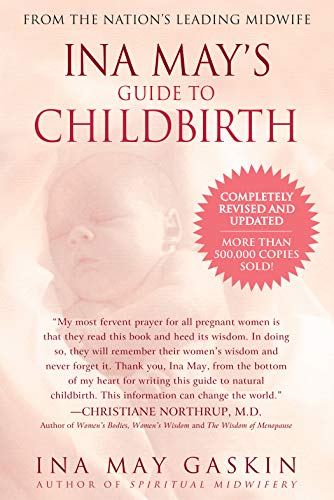 FROM THE NATION'S LEADING MIDWIFE
INA MAY'S
GUIDE TO
CHILDBIRTH
COMPLETELY
REVISED AND
UPDATED
MORE THAN
500,000 COPIES
SOLD!
"My most fervent prayer for all pregnant women is
that they read this book and heed its wisdom. In doing
so, they will remember their women's wisdom and
never forget it. Thank you, Ina May, from the bottom
of my heart for writing this guide to natural
childbirth. This information can change the world."
—CHRISTIANE NORTHRUP, M.D.
Author of Women's Bodies, Women's Wisdom and The Wisdom of Menopause
INA MAY GASKIN
AUTHOR OF SPIRITUAL MIDWIFERY